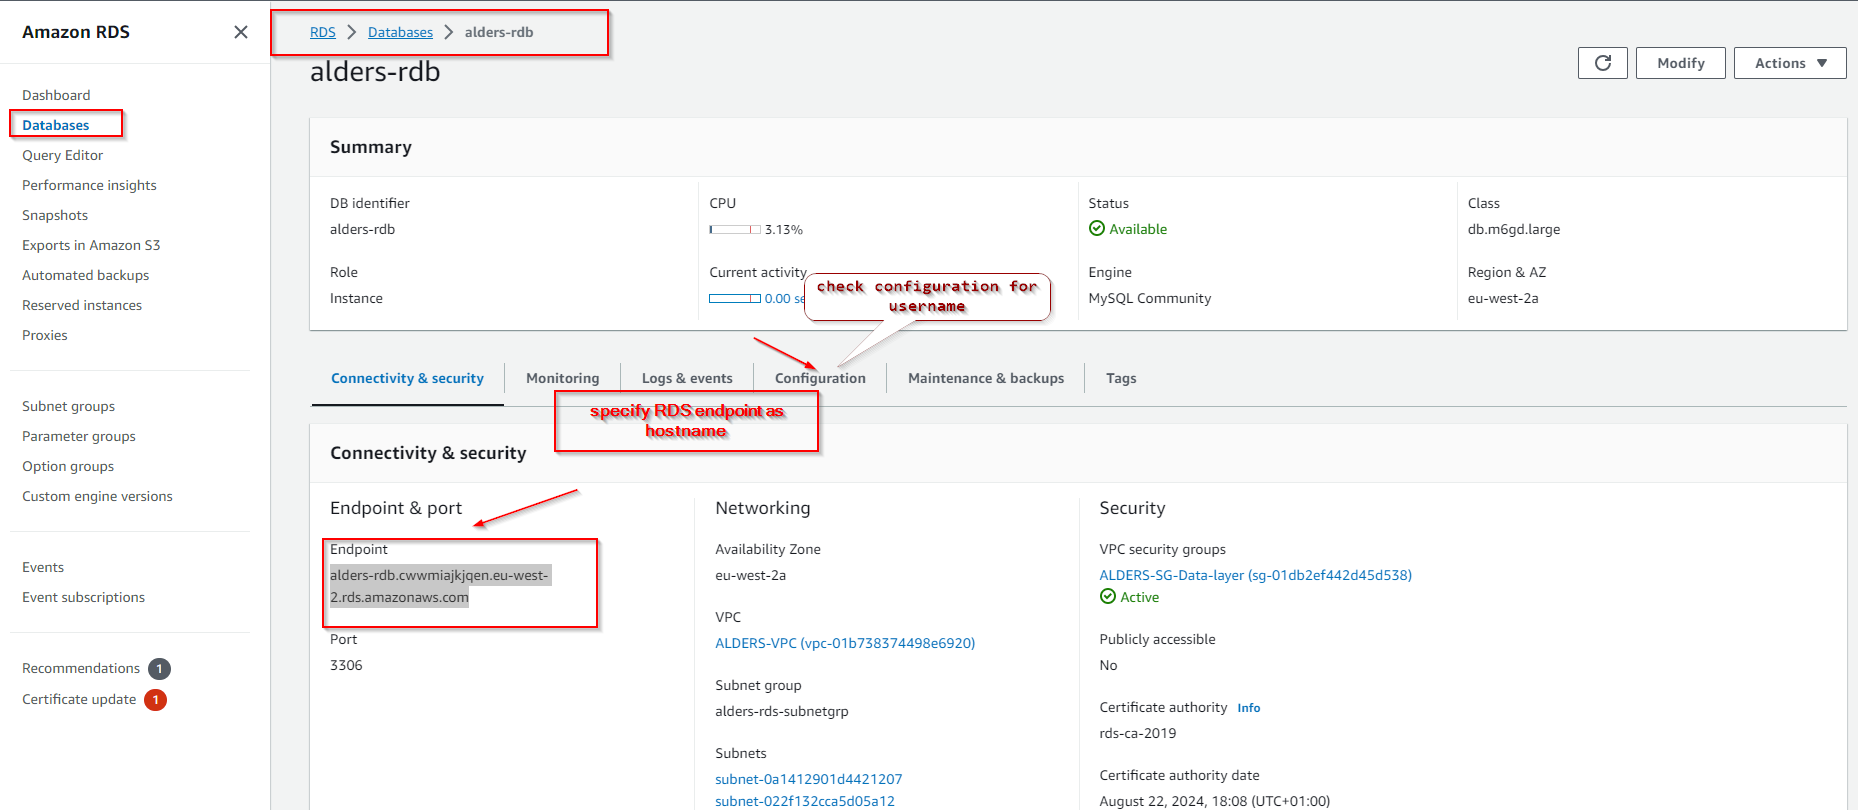 Amazon RDS
Dashboard
Databases
Query Editor
Performance insights
Snapshots
Exports in Amazon S3
Automated backups
Reserved instances
Proxies
Subnet groups
Parameter groups
Option groups
Custom engine versions
Events
Event subscriptions
Recommendations 1
Certificate update 1
RDS > Databases > alders-rdb
alders-rdb
Modify
Actions
Summary
DB identifier
alders-rdb
CPU
3.13%
Status
Available
Class
db.m6gd.large
Role
Instance
Current activity
0.00 se
Engine
MySQL Community
Region & AZ
eu-west-2a
check configuration for
username
Connectivity & security
Monitoring
Logs & events
Configuration
Maintenance & backups
Tags
specify RDS endpoint as
hostname
Connectivity & security
Endpoint & port
Endpoint
alders-rdb.cwwmiajkjqen.eu-west-
2.rds.amazonaws.com
Port
3306
Networking
Availability Zone
eu-west-2a
VPC
ALDERS-VPC (vpc-01b738374498e6920)
Subnet group
alders-rds-subnetgrp
Subnets
subnet-0a1412901d4421207
subnet-022f132cca5d05a12
Security
VPC security groups
ALDERS-SG-Data-layer (sg-01db2ef442d45d538)
Active
Publicly accessible
No
Certificate authority Info
rds-ca-2019
Certificate authority date
August 22, 2024, 18:08 (UTC+01:00)